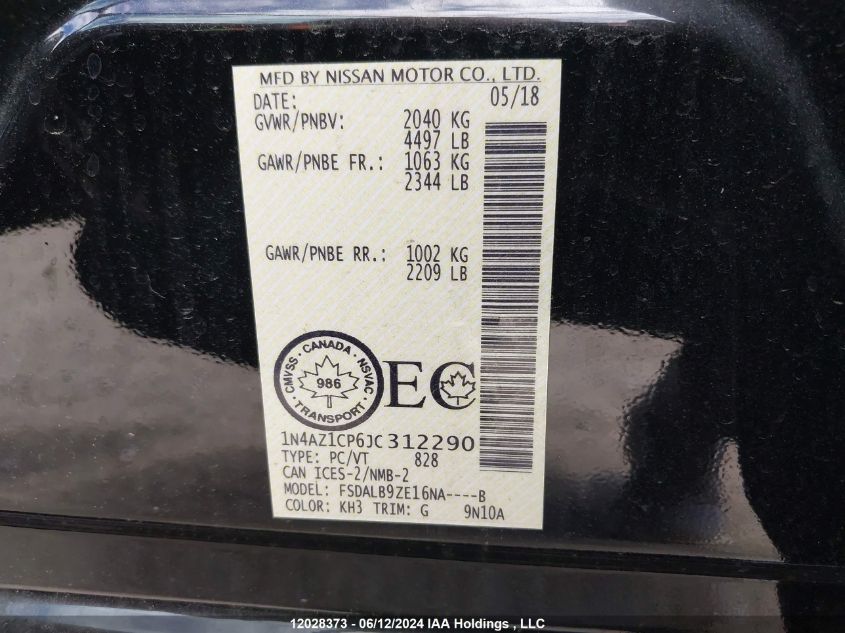 MFD BY NISSAN MOTOR CO., LTD.
DATE: 05/18
GVWR/PNBV: 2040 KG
4497 LB
GAWR/PNBE FR.: 1063 KG
2344 LB
GAWR/PNBE RR.: 1002 KG
2209 LB
CMVSS · CANADA · NSVAC · TRANSPORT ·
986
EC
1N4AZ1CP6JC312290
TYPE: PC/VT 828
CAN ICES-2/NMB-2
MODEL: FSDALB9ZE16NA----B
COLOR: KH3 TRIM: G 9N10A
12028373 - 06/12/2024 IAA Holdings , LLC